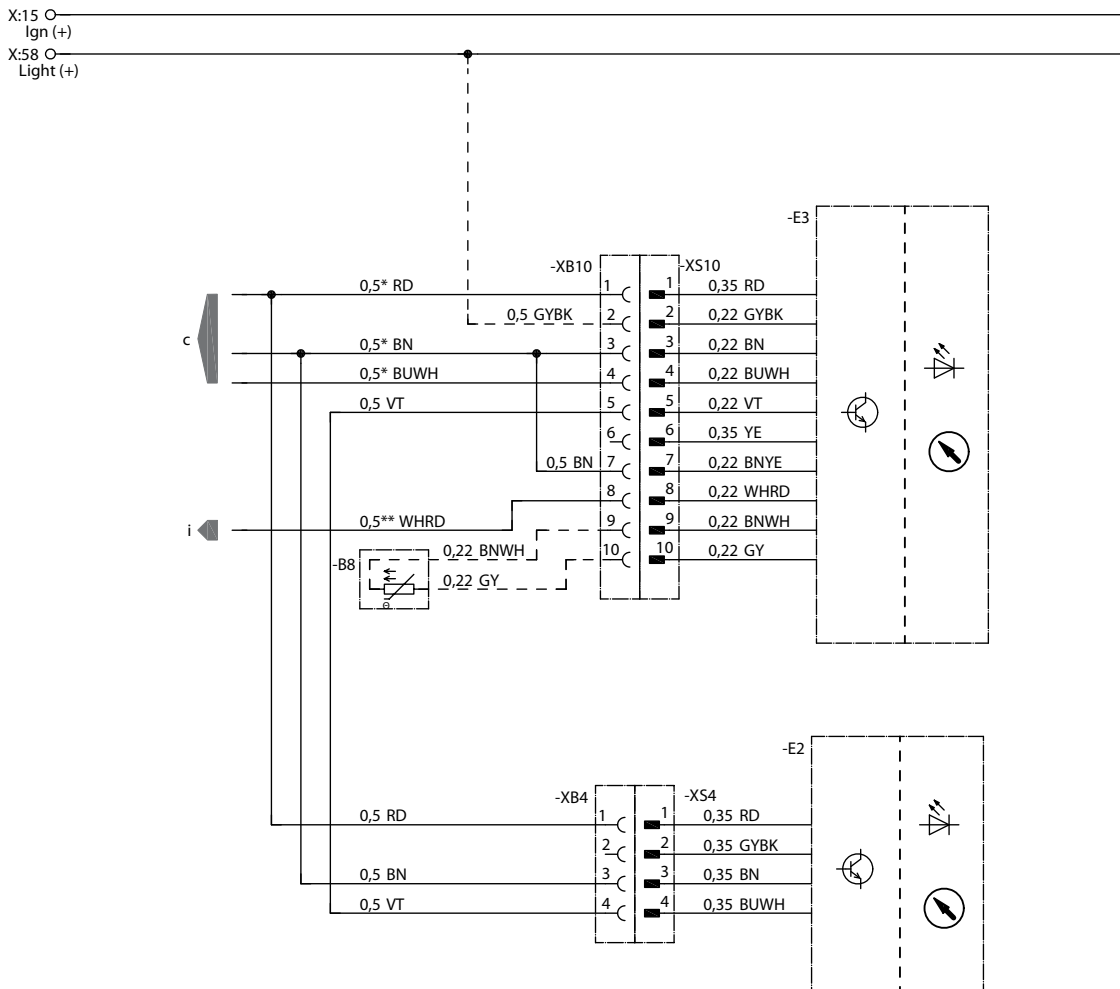 X:15
Ign (+)
X:58
Light (+)
-E3
-XB10 -XS10
0,5* RD 1 1 0,35 RD
0,5 GYBK 2 2 0,22 GYBK
c
0,5* BN 3 3 0,22 BN
0,5* BUWH 4 4 0,22 BUWH
0,5 VT 5 5 0,22 VT
6 6 0,35 YE
0,5 BN 7 7 0,22 BNYE
8 8 0,22 WHRD
i 0,5** WHRD 9 9 0,22 BNWH
0,22 BNWH 10 10 0,22 GY
-B8
0,22 GY
Θ
-E2
-XB4 -XS4
0,5 RD 1 1 0,35 RD
2 2 0,35 GYBK
0,5 BN 3 3 0,35 BN
0,5 VT 4 4 0,35 BUWH